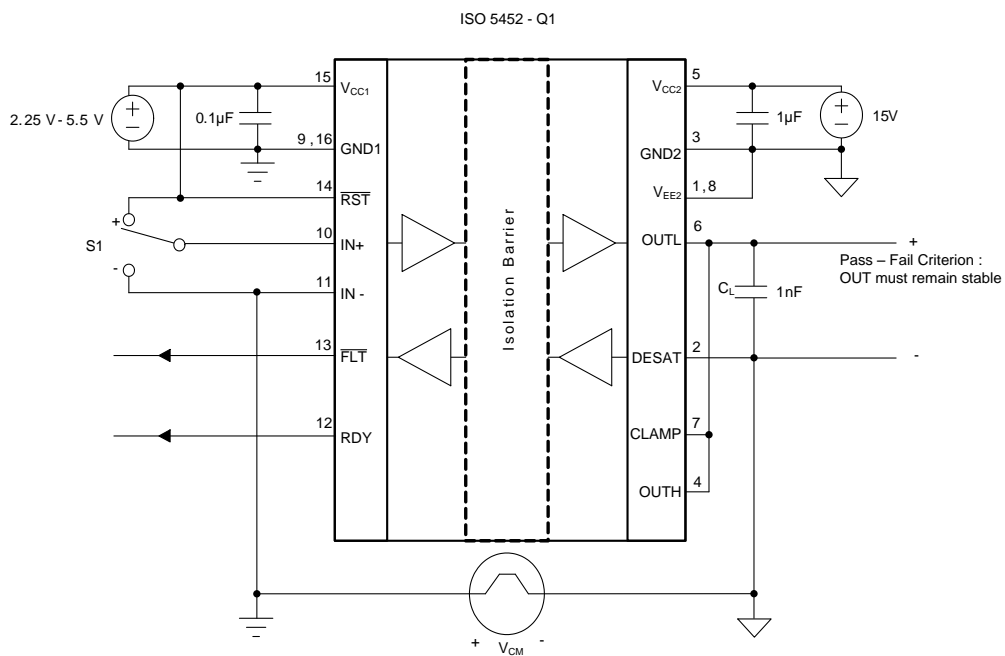 ISO 5452 - Q1
15
VCC1
2.25 V - 5.5 V
+
−
0.1µF
9 , 16
GND1
14
RST
+
S1
-
10
IN+
11
IN -
13
FLT
12
RDY
Isolation Barrier
5
VCC2
1µF
+
−
15V
3
GND2
1,8
VEE2
6
OUTL
+
Pass – Fail Criterion :
OUT must remain stable
CL
1nF
2
DESAT
-
7
CLAMP
4
OUTH
+
VCM
-